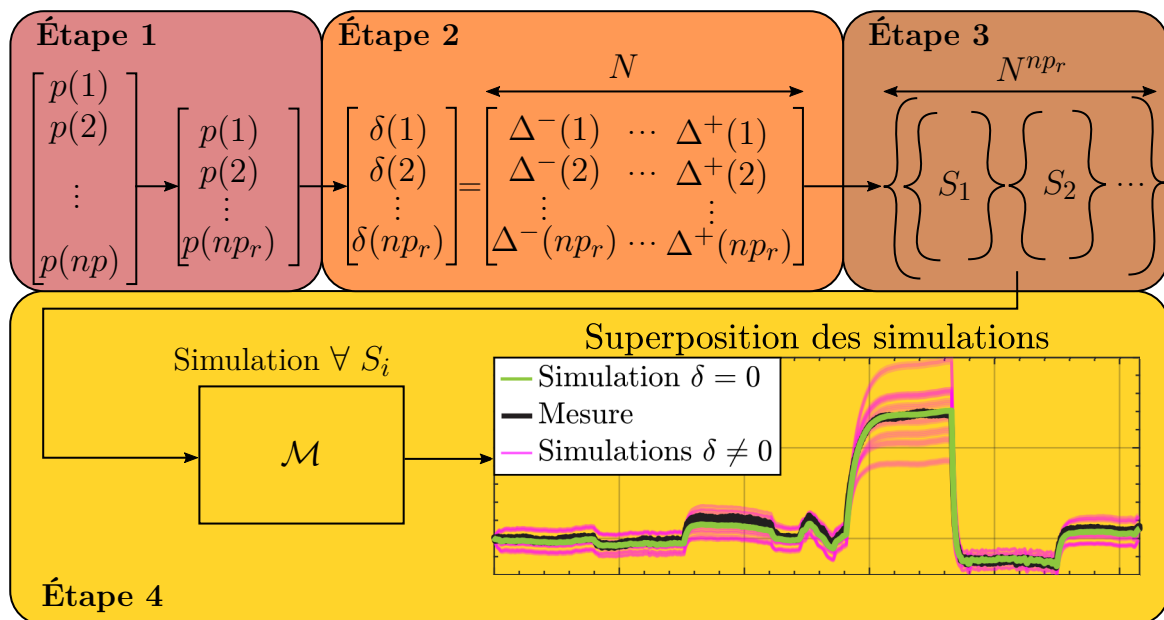 Étape 1
p(1)
p(2)
⋮
p(np)
p(1)
p(2)
⋮
p(np_r)
Étape 2
N
δ(1)
δ(2)
⋮
δ(np_r)
=
Δ⁻(1) ⋯ Δ⁺(1)
Δ⁻(2) ⋯ Δ⁺(2)
⋮ ⋮
Δ⁻(np_r) ⋯ Δ⁺(np_r)
Étape 3
N^{np_r}
{ { S_1 } { S_2 } ⋯ }
Simulation ∀ S_i
ℳ
Superposition des simulations
Simulation δ = 0
Mesure
Simulations δ ≠ 0
Étape 4